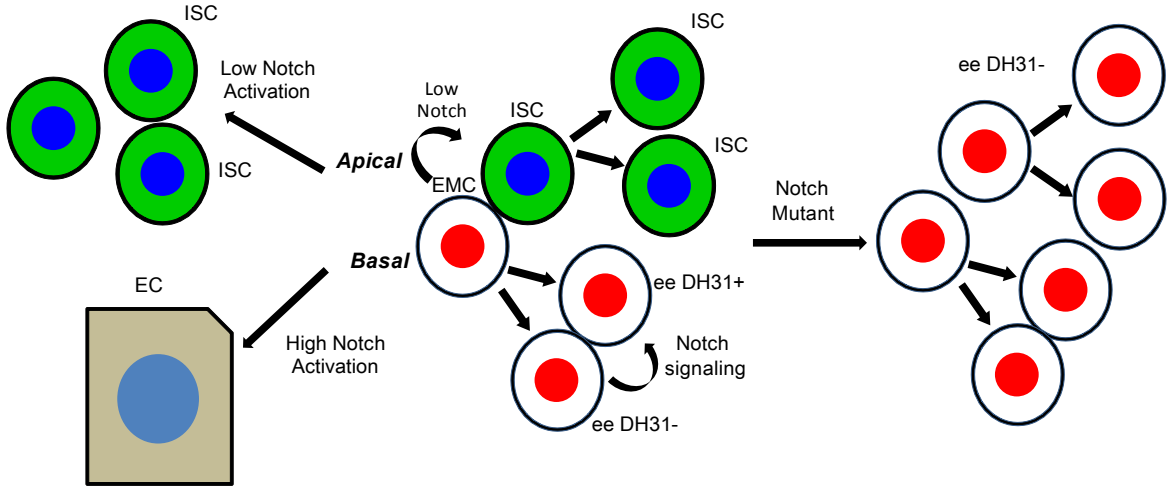 ISC
Low Notch
Activation
ISC
EC
High Notch
Activation
Apical
Basal
Low
Notch
EMC
ISC
ISC
ISC
ee DH31+
Notch
signaling
ee DH31-
Notch
Mutant
ee DH31-